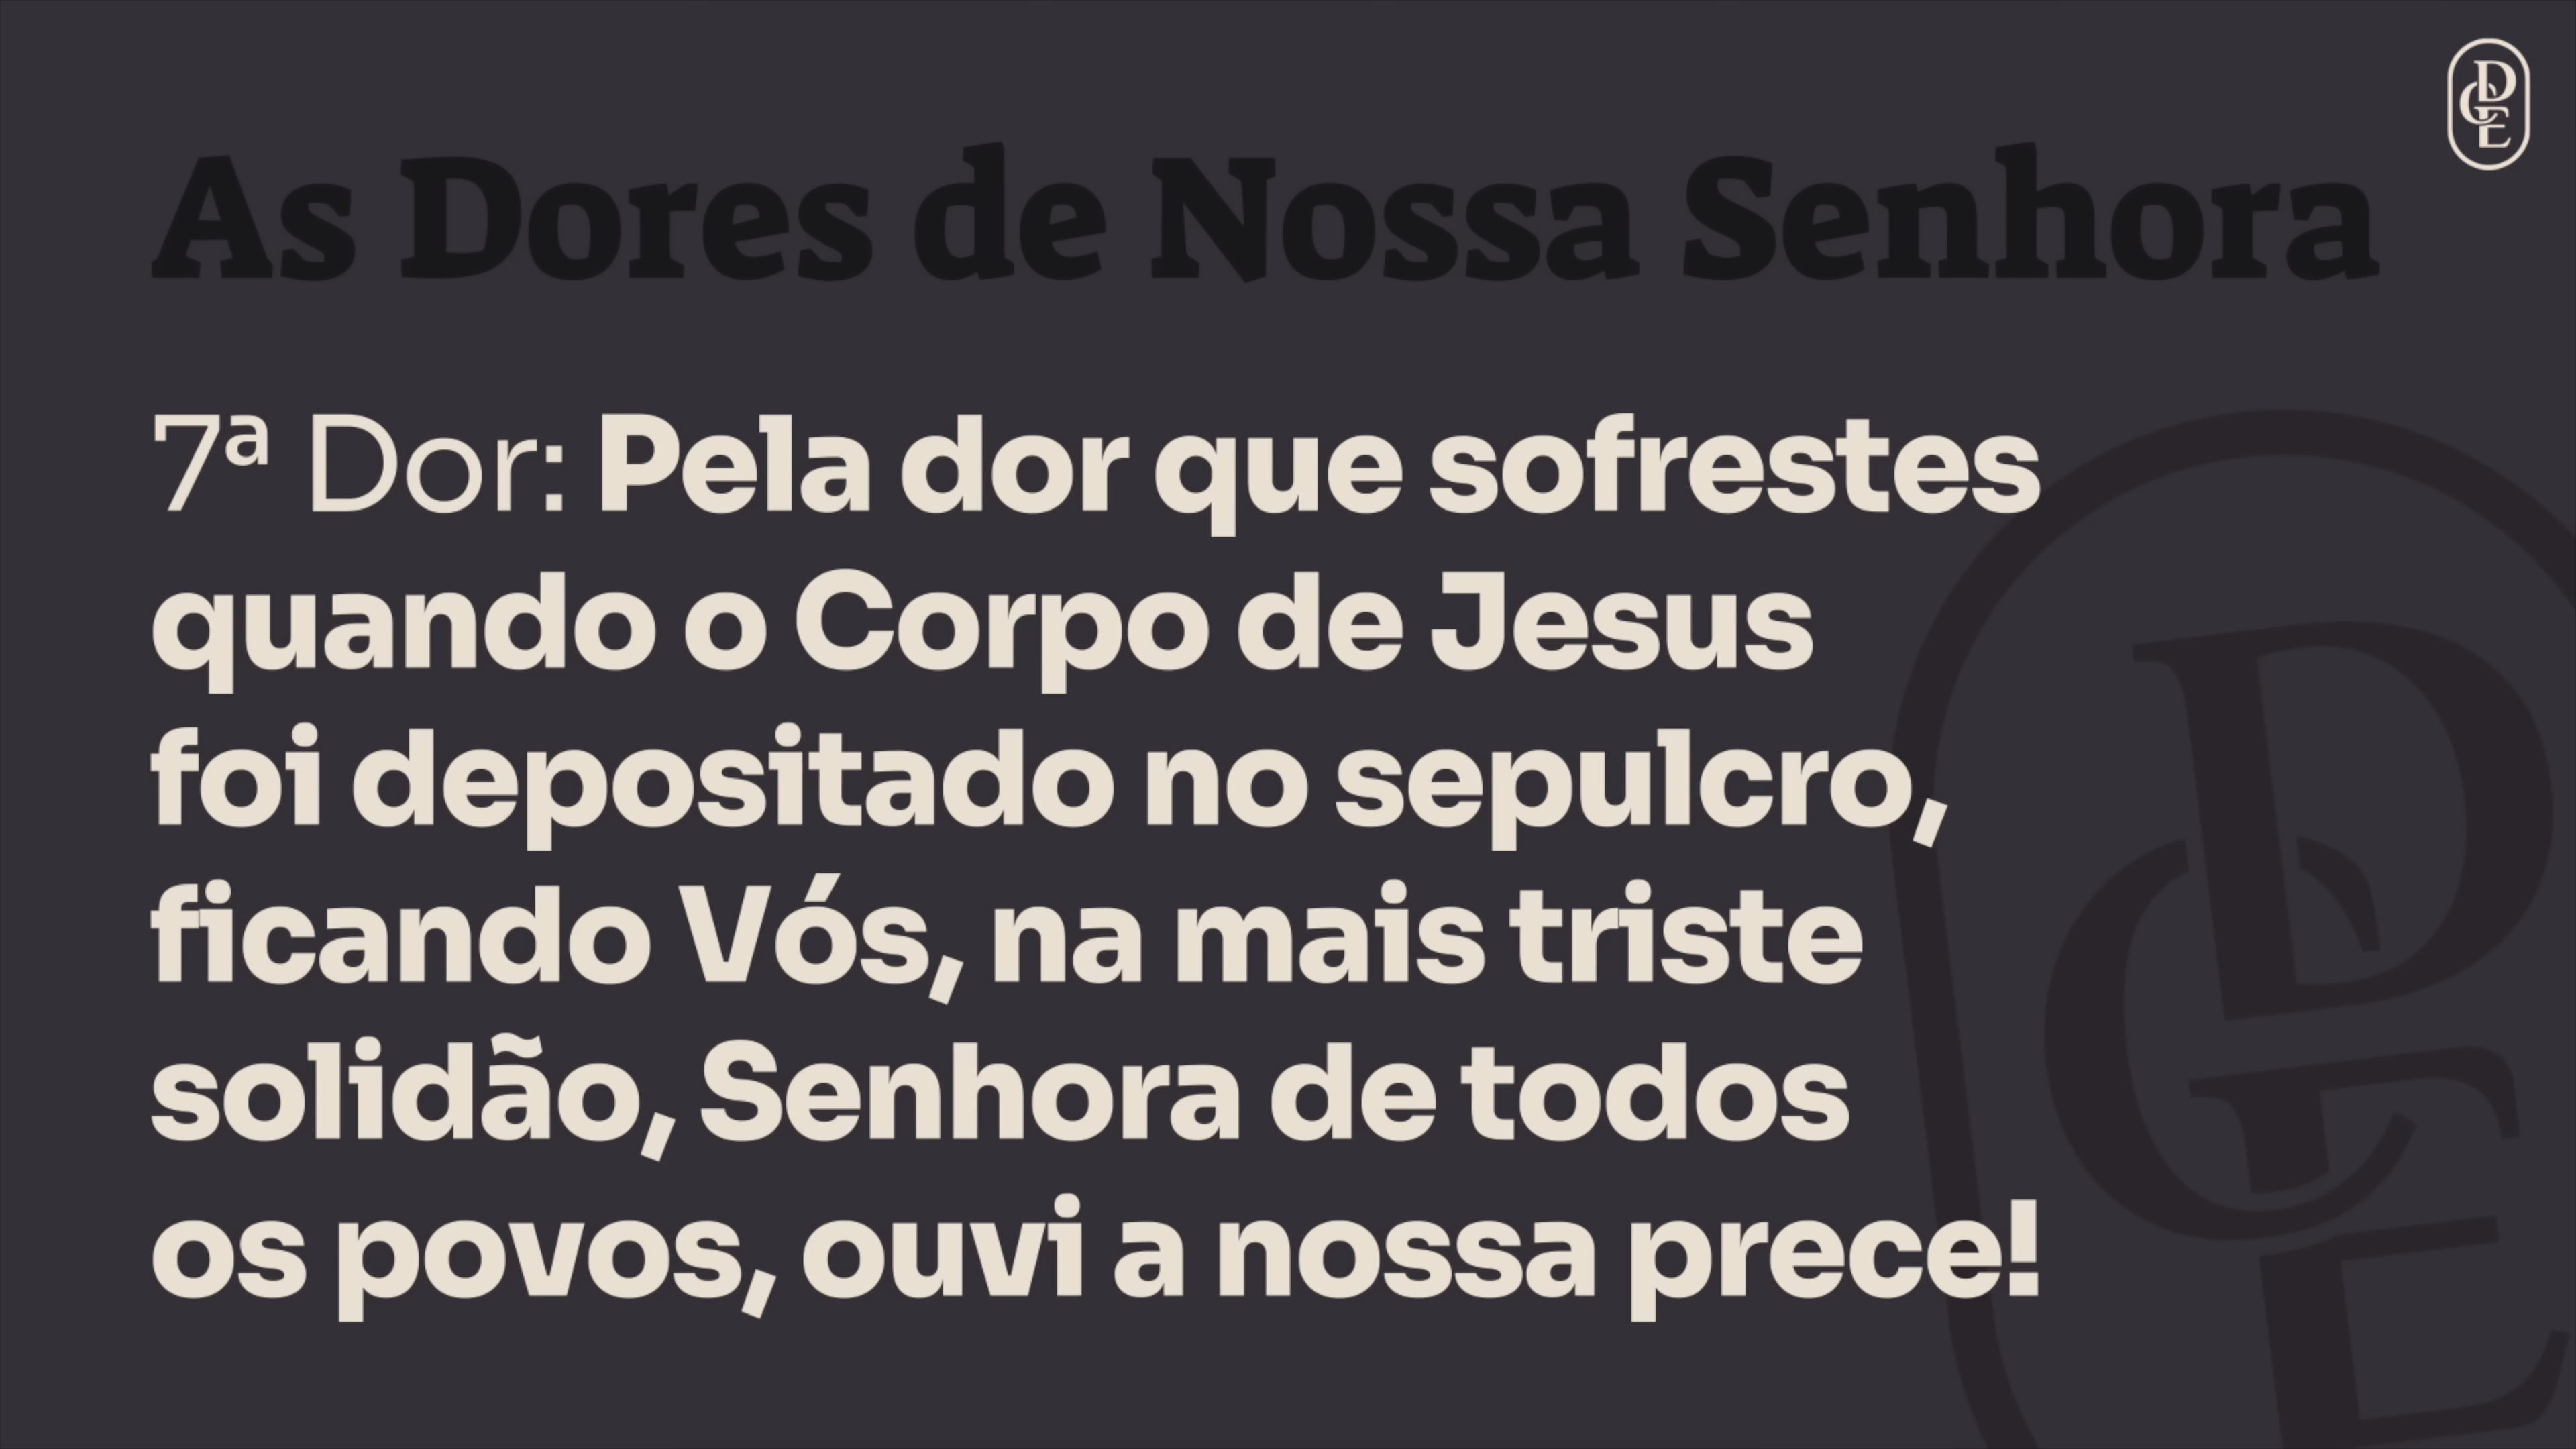 As Dores de Nossa Senhora
7ª Dor: Pela dor que sofrestes
quando o Corpo de Jesus
foi depositado no sepulcro,
ficando Vós, na mais triste
solidão, Senhora de todos
os povos, ouvi a nossa prece!